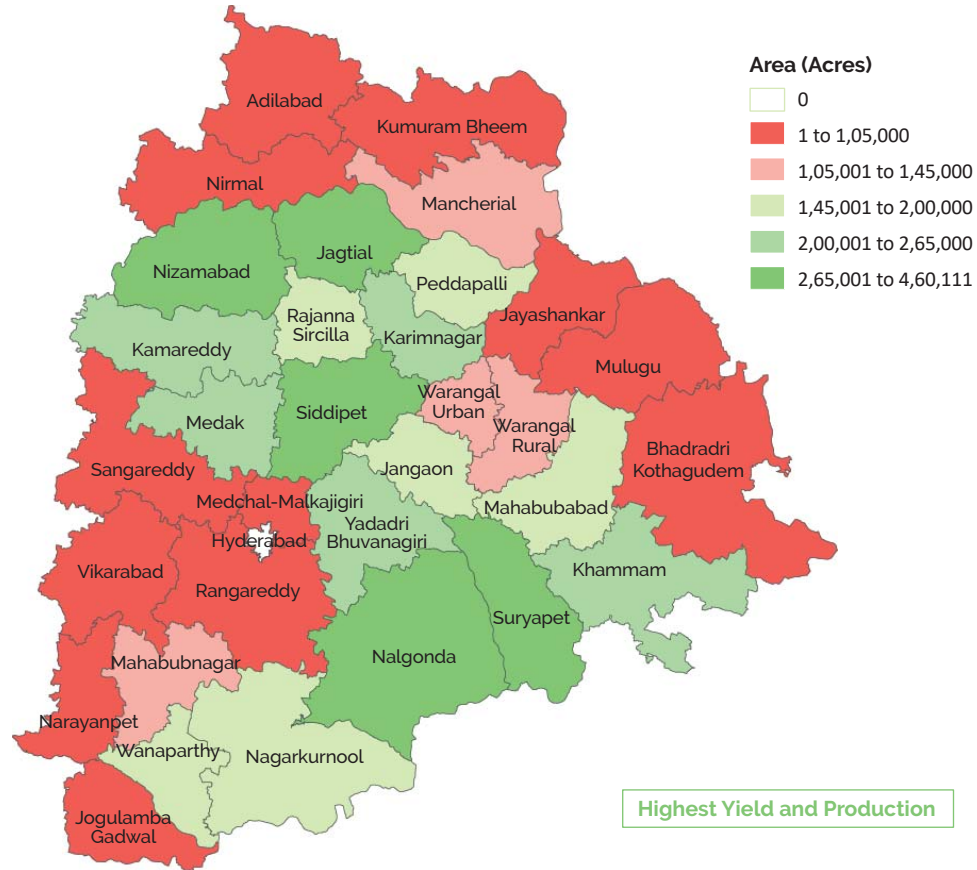 Area (Acres)
0
1 to 1,05,000
1,05,001 to 1,45,000
1,45,001 to 2,00,000
2,00,001 to 2,65,000
2,65,001 to 4,60,111
Adilabad
Kumuram Bheem
Nirmal
Mancherial
Nizamabad
Jagtial
Peddapalli
Rajanna
Sircilla
Karimnagar
Jayashankar
Kamareddy
Mulugu
Medak
Siddipet
Warangal
Urban
Warangal
Rural
Bhadradri
Kothagudem
Sangareddy
Jangaon
Medchal-Malkajigiri
Mahabubabad
Hyderabad
Yadadri
Bhuvanagiri
Vikarabad
Rangareddy
Khammam
Suryapet
Nalgonda
Mahabubnagar
Narayanpet
Wanaparthy
Nagarkurnool
Jogulamba
Gadwal
Highest Yield and Production